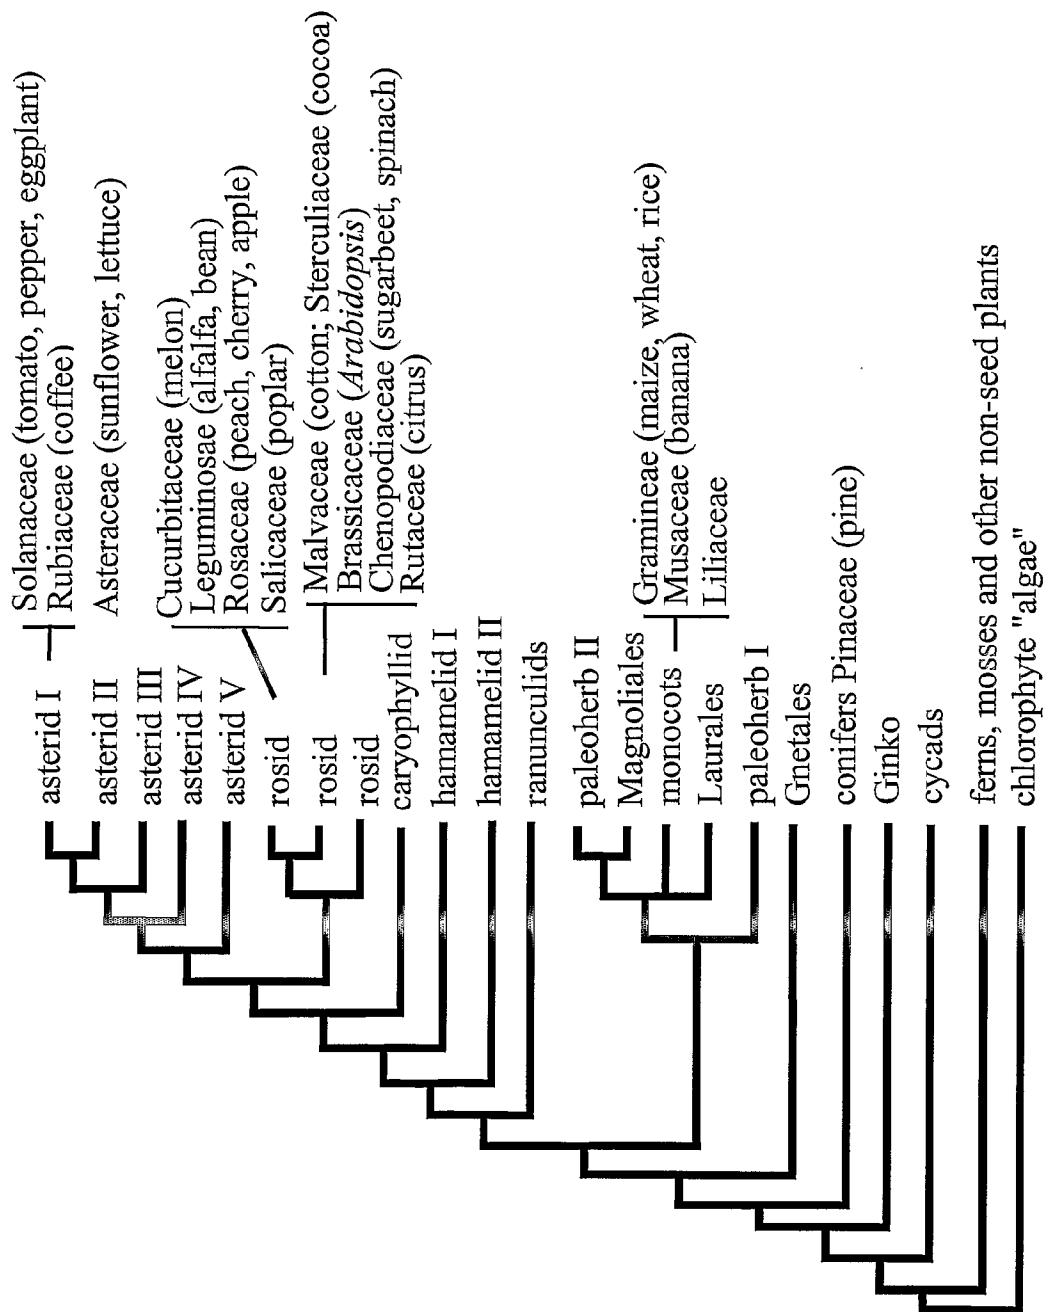 asterid I
Solanaceae (tomato, pepper, eggplant)
Rubiaceae (coffee)
asterid II
Asteraceae (sunflower, lettuce)
asterid III
asterid IV
asterid V
rosid
Cucurbitaceae (melon)
Leguminosae (alfalfa, bean)
Rosaceae (peach, cherry, apple)
Salicaceae (poplar)
rosid
Malvaceae (cotton; Sterculiaceae (cocoa)
Brassicaceae (Arabidopsis)
Chenopodiaceae (sugarbeet, spinach)
Rutaceae (citrus)
rosid
caryophyllid
hamamelid I
hamamelid II
ranunculids
paleoherb II
Magnoliales
monocots
Gramineae (maize, wheat, rice)
Musaceae (banana)
Liliaceae
Laurales
paleoherb I
Gnetales
conifers Pinaceae (pine)
Ginko
cycads
ferns, mosses and other non-seed plants
chlorophyte "algae"